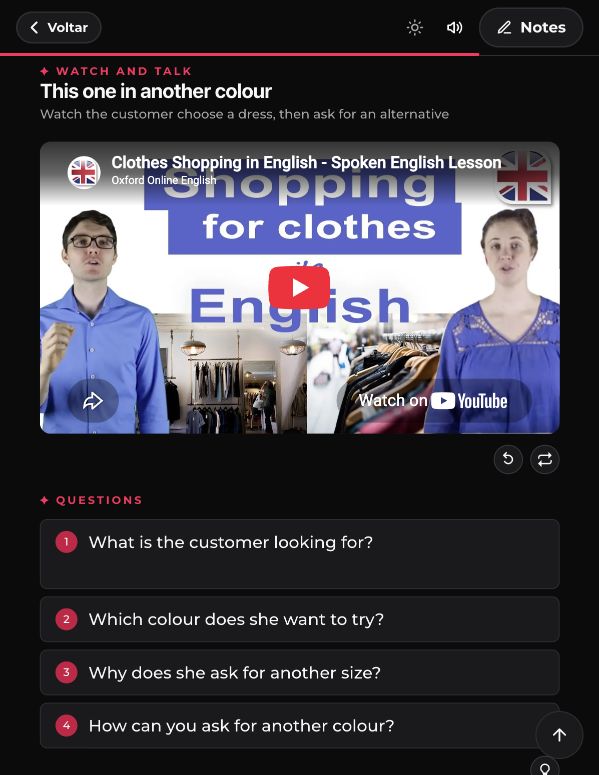 Voltar
Notes
WATCH AND TALK
This one in another colour
Watch the customer choose a dress, then ask for an alternative
Clothes Shopping in English - Spoken English Lesson
Oxford Online English
Shopping
for clothes
English
Watch on YouTube
QUESTIONS
1 What is the customer looking for?
2 Which colour does she want to try?
3 Why does she ask for another size?
4 How can you ask for another colour?